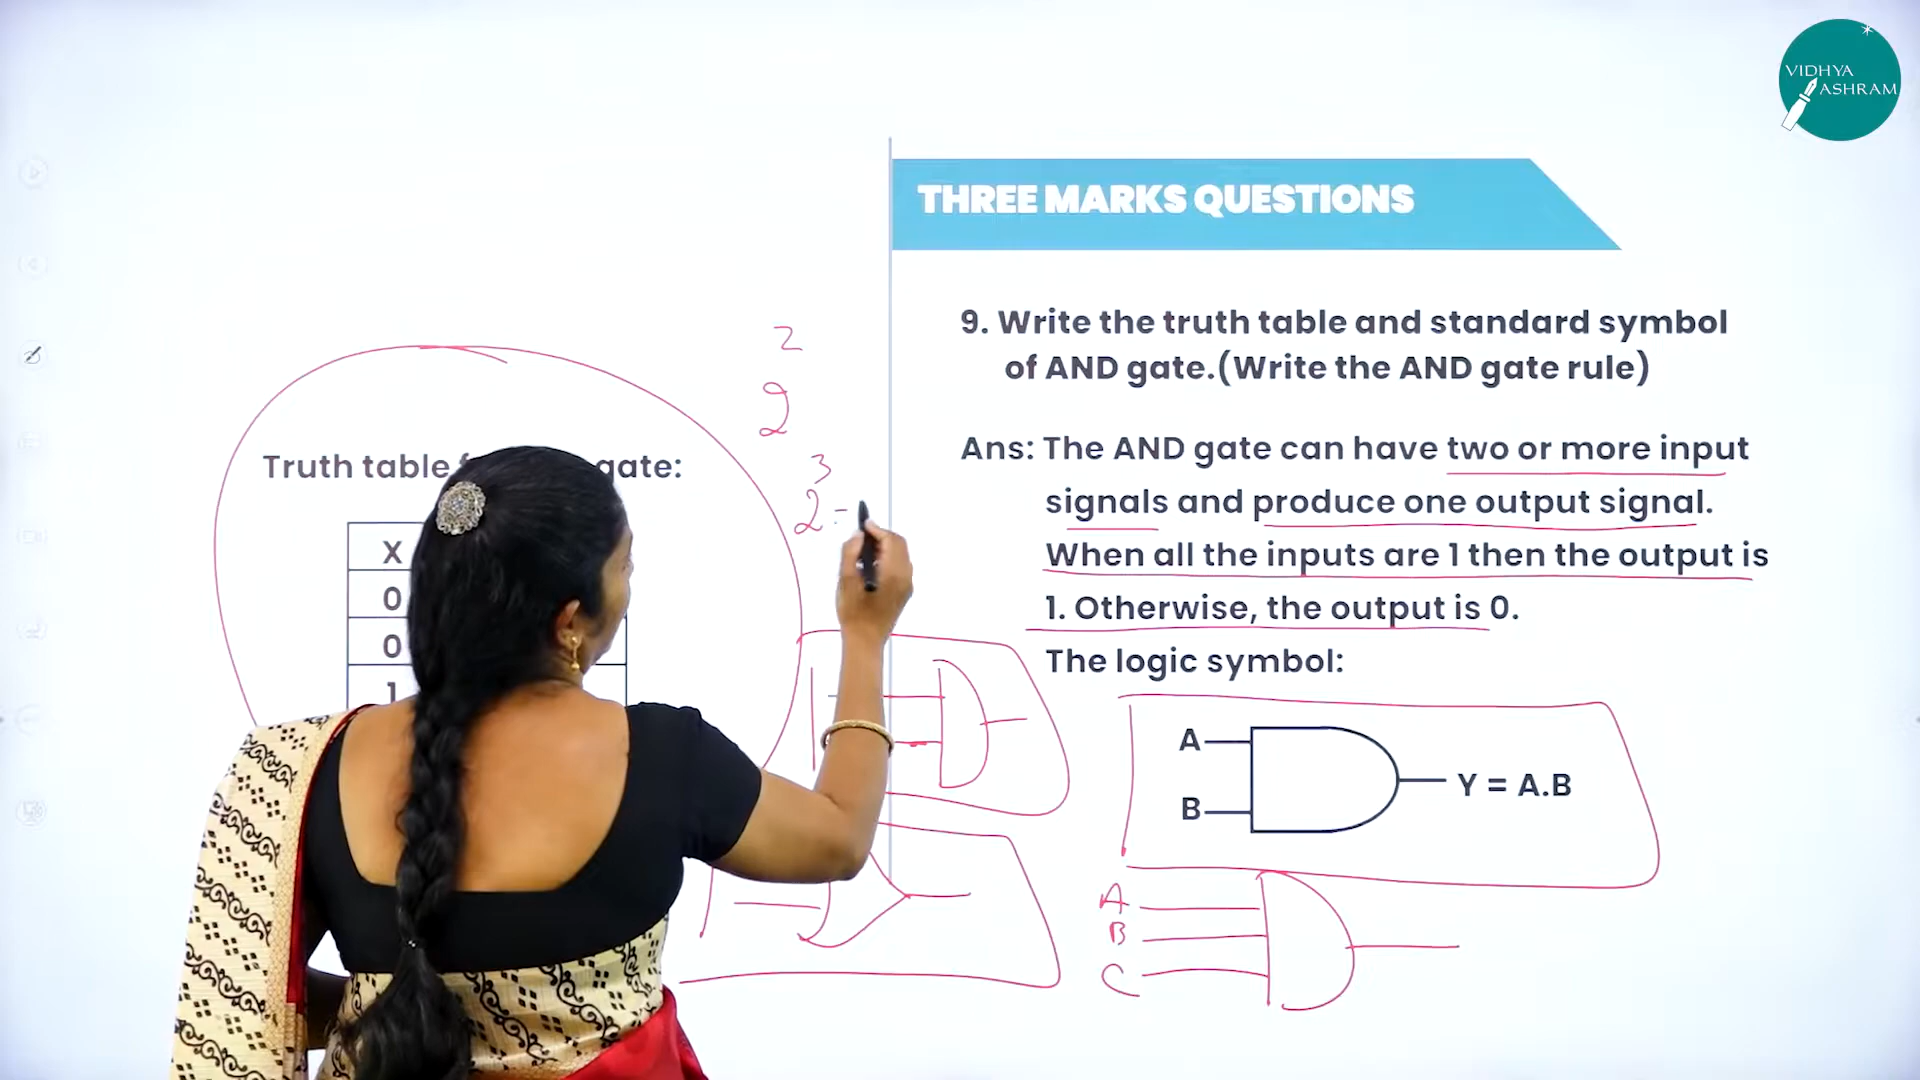 VIDHYA
ASHRAM
THREE MARKS QUESTIONS
9. Write the truth table and standard symbol
of AND gate.(Write the AND gate rule)
Ans: The AND gate can have two or more input
signals and produce one output signal.
When all the inputs are 1 then the output is
1. Otherwise, the output is 0.
The logic symbol:
A
B
Y = A.B
A
B
C
2
2
3
2 =
Truth table
gate:
X
0
0
1